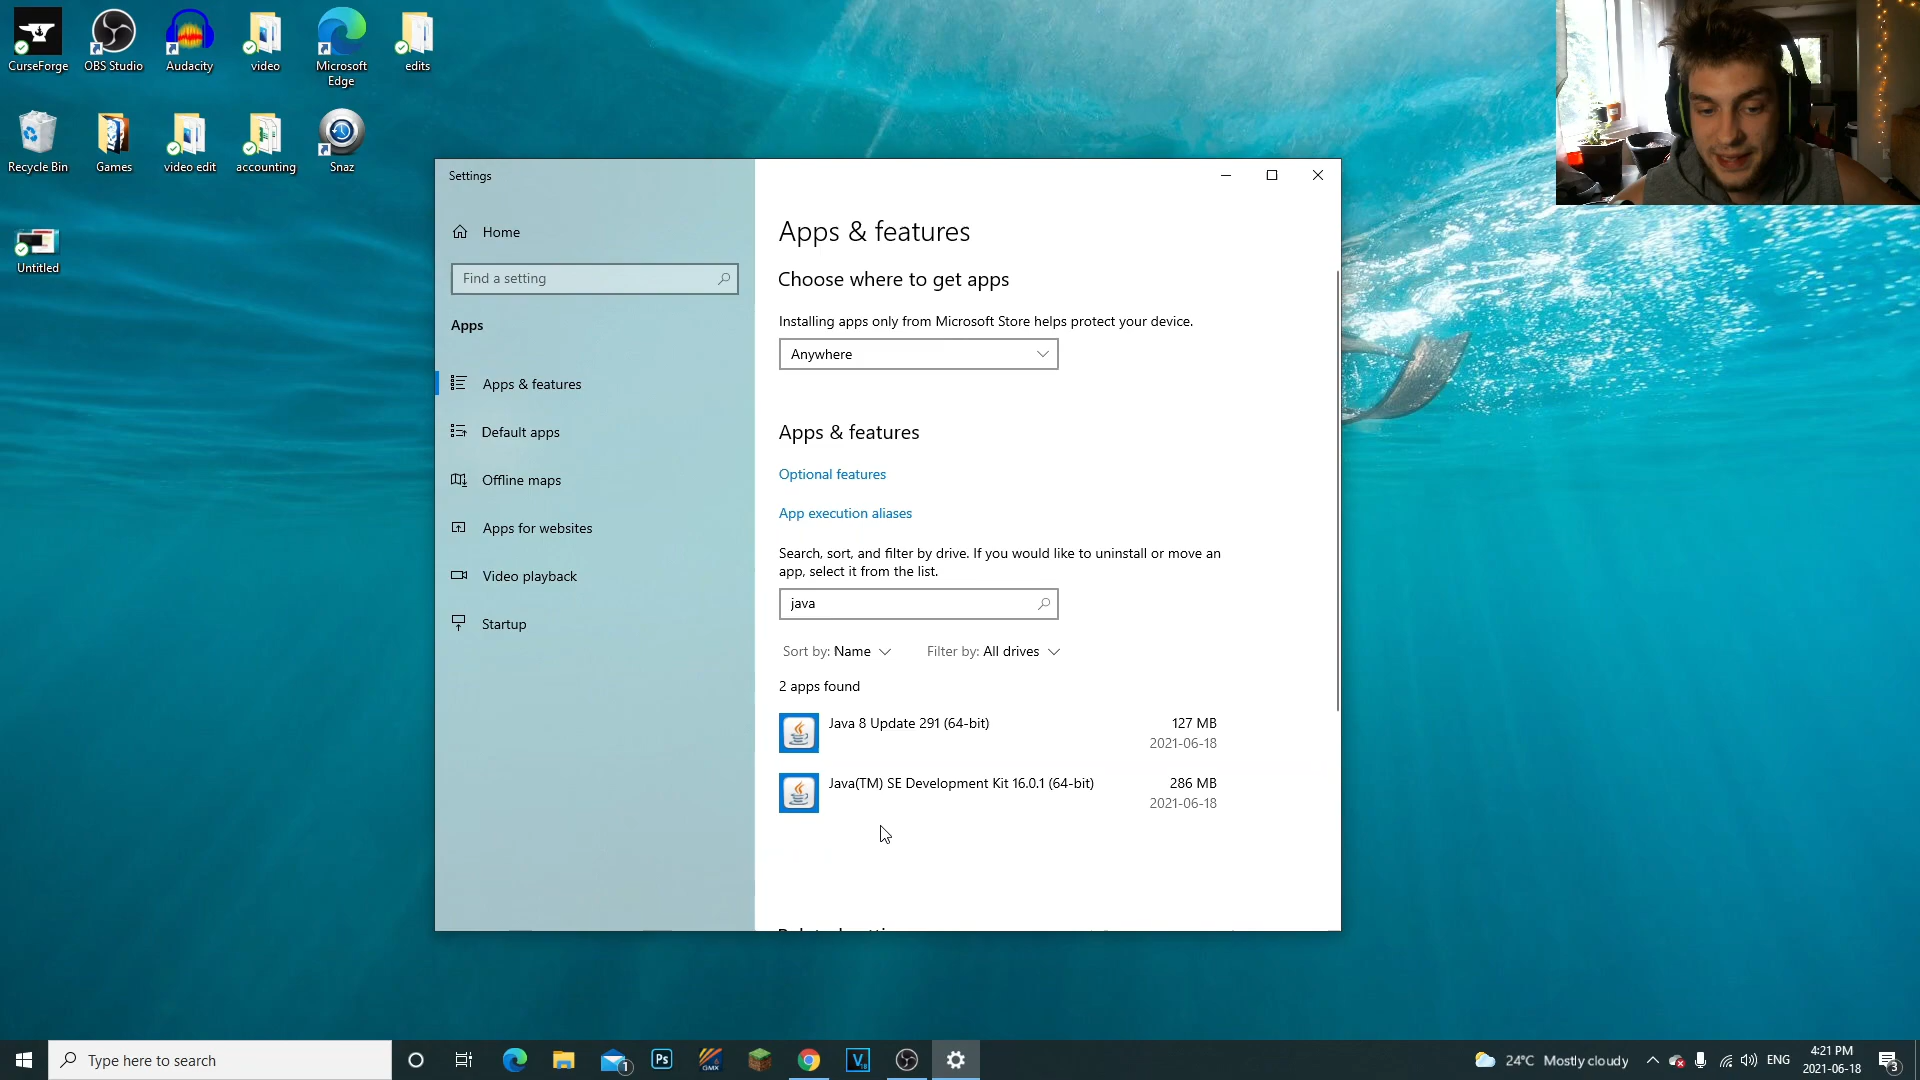 CurseForge
OBS Studio
Audacity
video
Microsoft Edge
edits
Recycle Bin
Games
video edit
accounting
Snaz
Untitled
Settings
Home
Find a setting
Apps
Apps & features
Default apps
Offline maps
Apps for websites
Video playback
Startup
Apps & features
Choose where to get apps
Installing apps only from Microsoft Store helps protect your device.
Anywhere
Apps & features
Optional features
App execution aliases
Search, sort, and filter by drive. If you would like to uninstall or move an
app, select it from the list.
java
Sort by: Name
Filter by: All drives
2 apps found
Java 8 Update 291 (64-bit)
127 MB
2021-06-18
Java(TM) SE Development Kit 16.0.1 (64-bit)
286 MB
2021-06-18
Type here to search
1
Ps
GMX
V
18
24°C Mostly cloudy
ENG
4:21 PM
2021-06-18
3